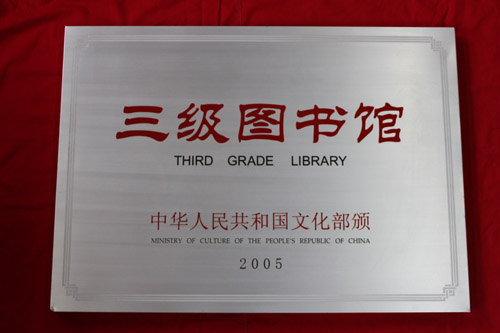 三级图书馆
THIRD GRADE LIBRARY
中华人民共和国文化部颁
MINISTRY OF CULTURE OF THE PEOPLE'S REPUBLIC OF CHINA
2005